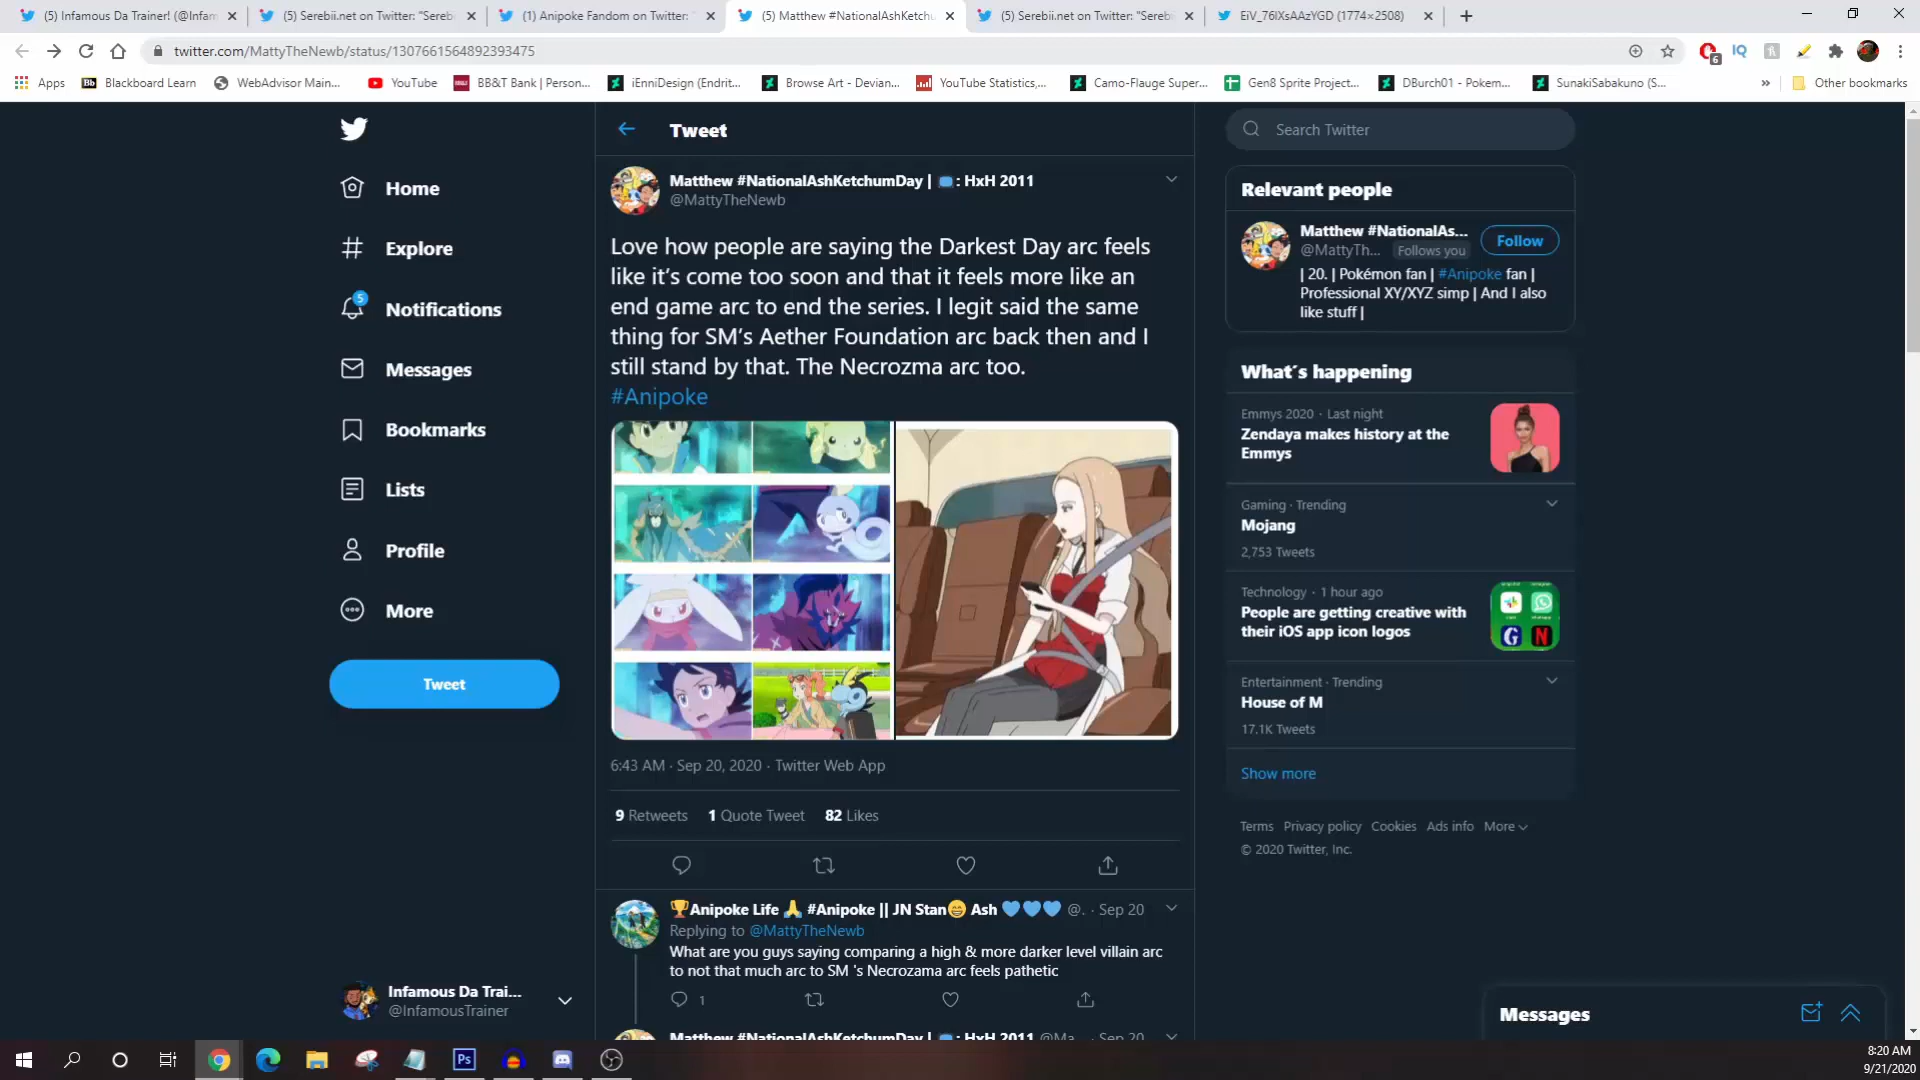 (5) Infamous Da Trainer! (@Infam
(5) Serebii.net on Twitter: "Sereb
(1) Anipoke Fandom on Twitter: "
(5) Matthew #NationalAshKetchu
(5) Serebii.net on Twitter: "Sereb
EiV_76IXsAAzYGD (1774×2508)
twitter.com/MattyTheNewb/status/1307661564892393475
6
IQ
Apps
Bb
Blackboard Learn
WebAdvisor Main...
YouTube
BB&T Bank | Person...
iEnniDesign (Endrit...
Browse Art - Devian...
YouTube Statistics,...
Camo-Flauge Super...
Gen8 Sprite Project...
DBurch01 - Pokem...
SunakiSabakuno (S...
Other bookmarks
Home
Explore
5
Notifications
Messages
Bookmarks
Lists
Profile
More
Tweet
Infamous Da Trai...
@InfamousTrainer
Tweet
Matthew #NationalAshKetchumDay | : HxH 2011
@MattyTheNewb
Love how people are saying the Darkest Day arc feels
like it's come too soon and that it feels more like an
end game arc to end the series. I legit said the same
thing for SM's Aether Foundation arc back then and I
still stand by that. The Necrozma arc too.
#Anipoke
6:43 AM · Sep 20, 2020 · Twitter Web App
9 Retweets 1 Quote Tweet 82 Likes
🏆Anipoke Life 🙏 #Anipoke || JN Stan😁 Ash 💙💙💙 @. · Sep 20
Replying to @MattyTheNewb
What are you guys saying comparing a high & more darker level villain arc
to not that much arc to SM 's Necrozama arc feels pathetic
1
Matthew #NationalAshKetchumDay | : HxH 2011 @Ma... · Sep 20
Search Twitter
Relevant people
Matthew #NationalAs...
@MattyTh... Follows you
Follow
| 20. | Pokémon fan | #Anipoke fan |
Professional XY/XYZ simp | And I also
like stuff |
What's happening
Emmys 2020 · Last night
Zendaya makes history at the
Emmys
Gaming · Trending
Mojang
2,753 Tweets
Technology · 1 hour ago
People are getting creative with
their iOS app icon logos
Entertainment · Trending
House of M
17.1K Tweets
Show more
Terms Privacy policy Cookies Ads info More
© 2020 Twitter, Inc.
Messages
Ps
8:20 AM
9/21/2020